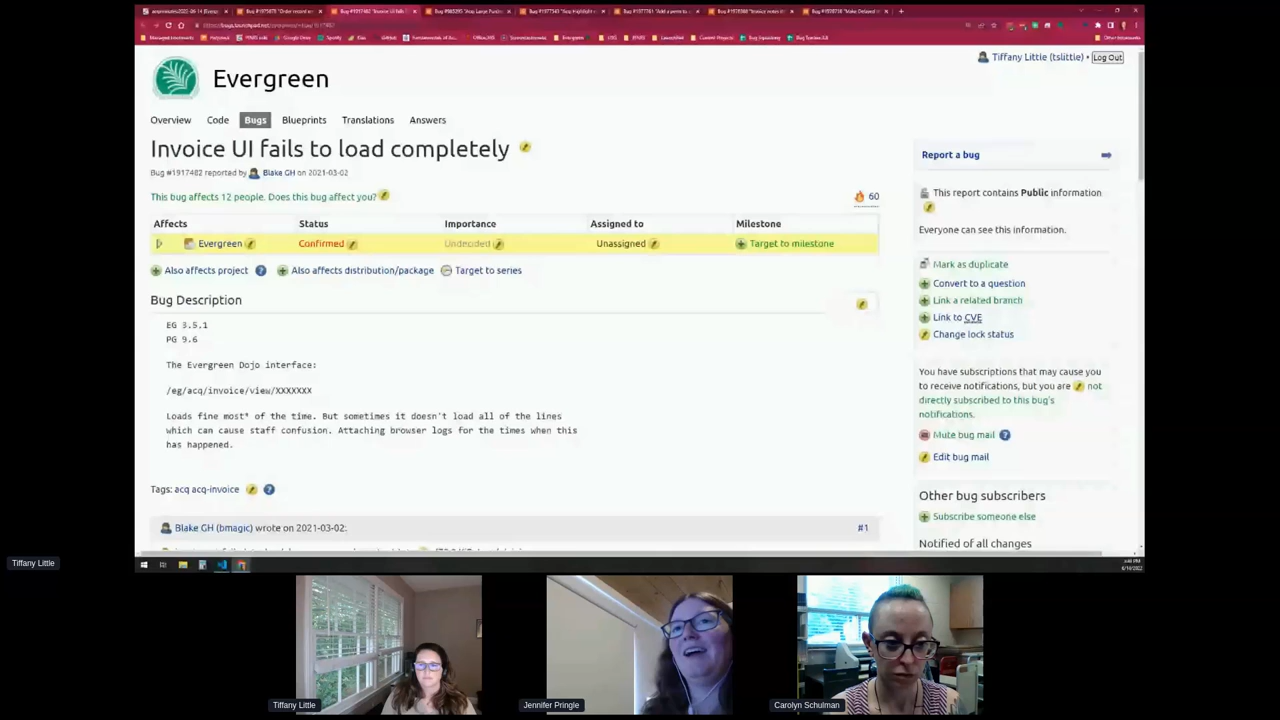 Tiffany Little (tslittle) • Log Out
Evergreen
Overview Code Bugs Blueprints Translations Answers
Invoice UI fails to load completely
Bug #1917482 reported by Blake GH on 2021-03-02
This bug affects 12 people. Does this bug affect you?
60
Affects Status Importance Assigned to Milestone
Evergreen Confirmed Undecided Unassigned Target to milestone
Also affects project Also affects distribution/package Target to series
Bug Description
EG 3.5.1
PG 9.6
The Evergreen Dojo interface:
/eg/acq/invoice/view/XXXXXXX
Loads fine most* of the time. But sometimes it doesn't load all of the lines
which can cause staff confusion. Attaching browser logs for the times when this
has happened.
Tags: acq acq-invoice
Blake GH (bmagic) wrote on 2021-03-02: #1
Report a bug
This report contains Public information
Everyone can see this information.
Mark as duplicate
Convert to a question
Link a related branch
Link to CVE
Change lock status
You have subscriptions that may cause you
to receive notifications, but you are not
directly subscribed to this bug's
notifications.
Mute bug mail
Edit bug mail
Other bug subscribers
Subscribe someone else
Notified of all changes
Tiffany Little
Tiffany Little
Jennifer Pringle
Carolyn Schulman